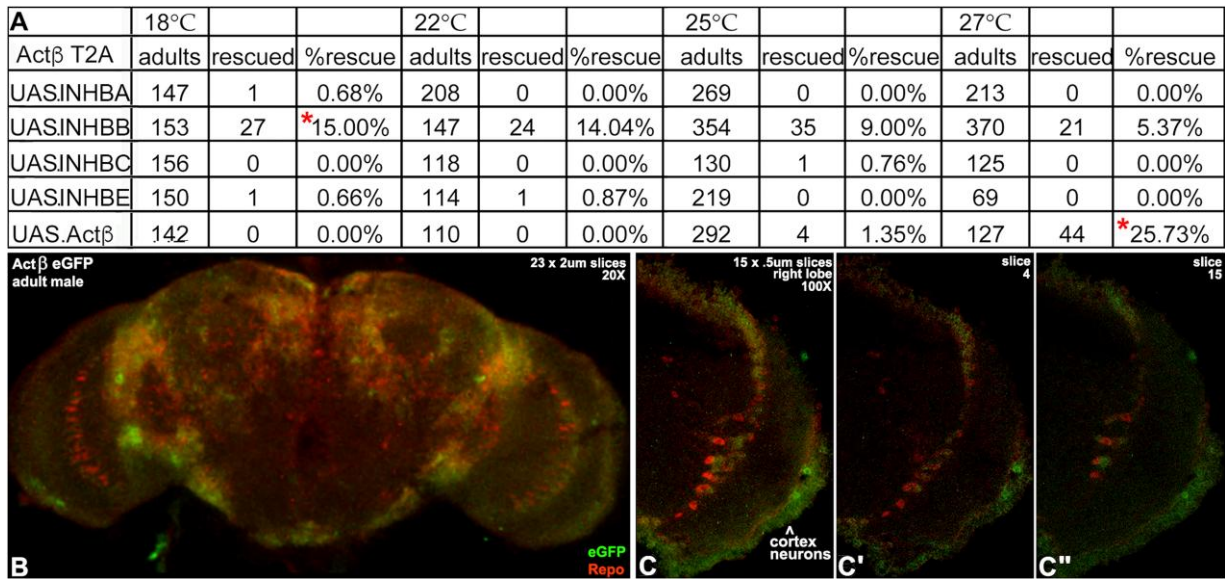 A 18°C 22°C 25°C 27°C
Actβ T2A adults rescued %rescue adults rescued %rescue adults rescued %rescue adults rescued %rescue
UAS.INHBA 147 1 0.68% 208 0 0.00% 269 0 0.00% 213 0 0.00%
UAS.INHBB 153 27 *15.00% 147 24 14.04% 354 35 9.00% 370 21 5.37%
UAS.INHBC 156 0 0.00% 118 0 0.00% 130 1 0.76% 125 0 0.00%
UAS.INHBE 150 1 0.66% 114 1 0.87% 219 0 0.00% 69 0 0.00%
UAS.Actβ 142 0 0.00% 110 0 0.00% 292 4 1.35% 127 44 *25.73%
Actβ eGFP
adult male
23 x 2um slices
20X
eGFP
Repo
B
15 x .5um slices
right lobe
100X
^
cortex
neurons
C
slice
4
C'
slice
15
C"